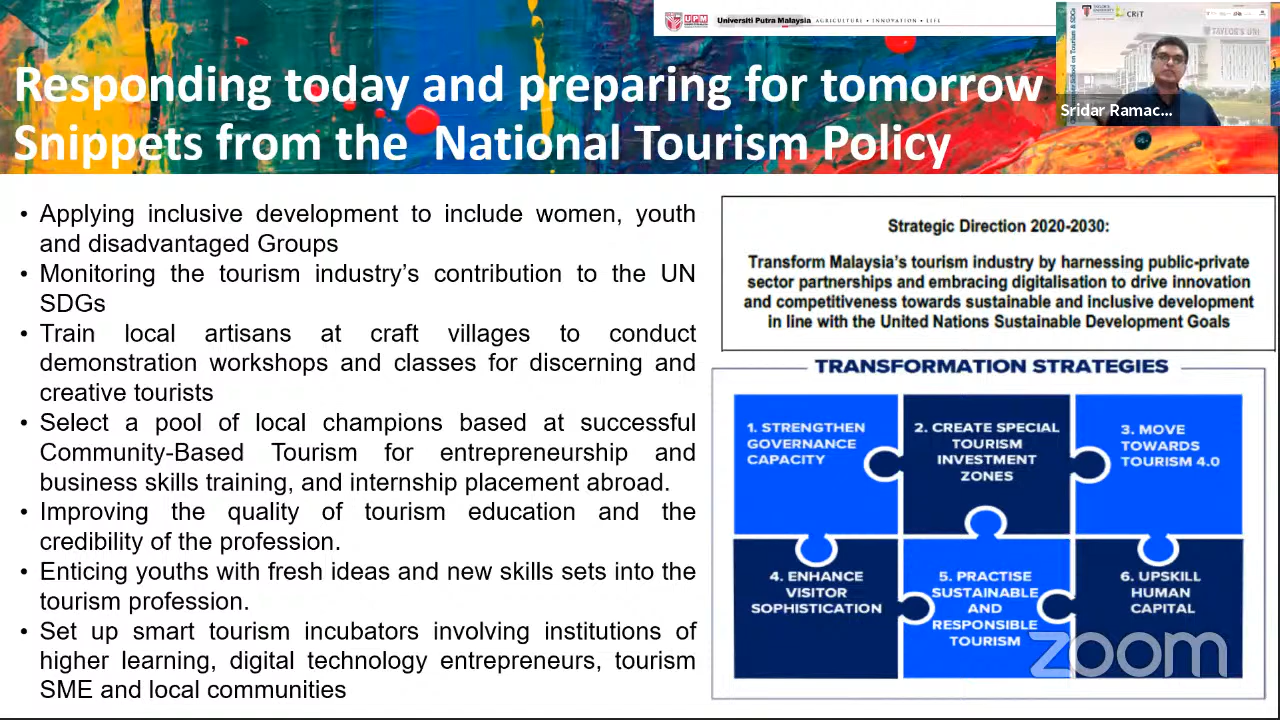 UPM
Universiti Putra Malaysia AGRICULTURE • INNOVATION • LIFE
CRiT
TAYLOR'S UNI
School on Tourism & SDGs
Sridar Ramac...
Responding today and preparing for tomorrow
Snippets from the National Tourism Policy
• Applying inclusive development to include women, youth
and disadvantaged Groups
• Monitoring the tourism industry's contribution to the UN
SDGs
• Train local artisans at craft villages to conduct
demonstration workshops and classes for discerning and
creative tourists
• Select a pool of local champions based at successful
Community-Based Tourism for entrepreneurship and
business skills training, and internship placement abroad.
• Improving the quality of tourism education and the
credibility of the profession.
• Enticing youths with fresh ideas and new skills sets into the
tourism profession.
• Set up smart tourism incubators involving institutions of
higher learning, digital technology entrepreneurs, tourism
SME and local communities
Strategic Direction 2020-2030:
Transform Malaysia's tourism industry by harnessing public-private
sector partnerships and embracing digitalisation to drive innovation
and competitiveness towards sustainable and inclusive development
in line with the United Nations Sustainable Development Goals
TRANSFORMATION STRATEGIES
1. STRENGTHEN
GOVERNANCE
CAPACITY
2. CREATE SPECIAL
TOURISM
INVESTMENT
ZONES
3. MOVE
TOWARDS
TOURISM 4.0
4. ENHANCE
VISITOR
SOPHISTICATION
5. PRACTISE
SUSTAINABLE
AND
RESPONSIBLE
TOURISM
6. UPSKILL
HUMAN
CAPITAL
zoom